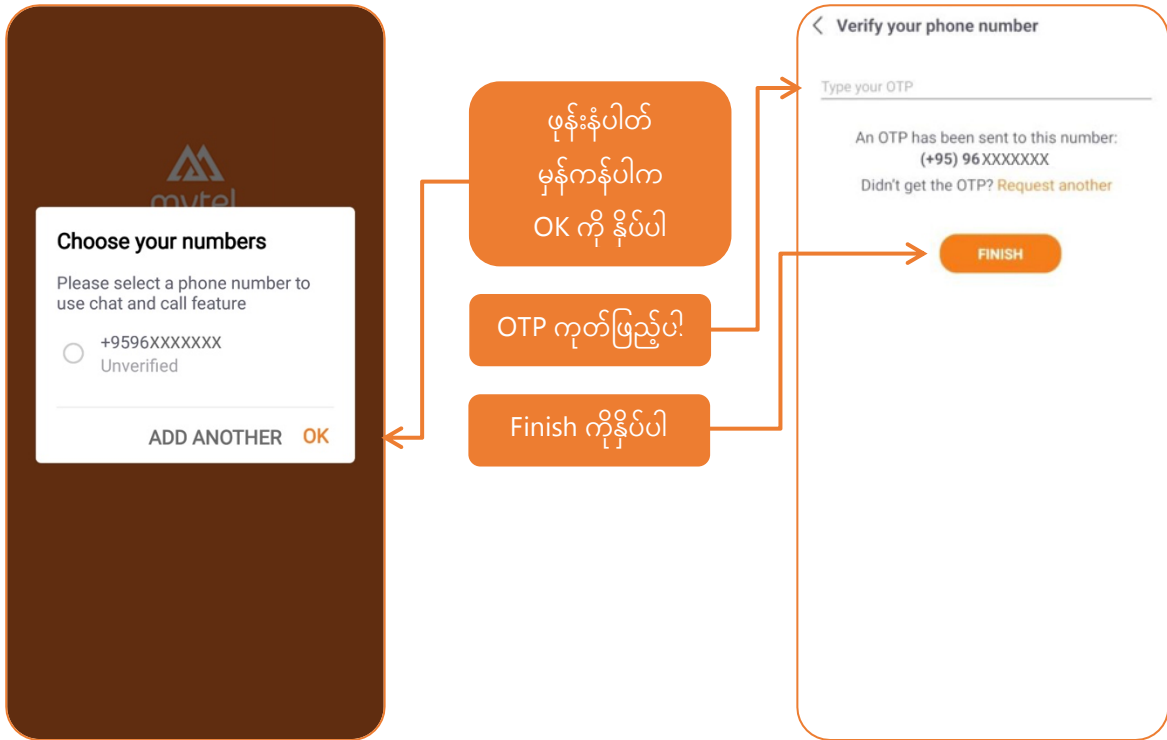 mytel
Choose your numbers
Please select a phone number to
use chat and call feature
+9596XXXXXXX
Unverified
ADD ANOTHER OK
ဖုန်းနံပါတ်
မှန်ကန်ပါက
OK ကို နှိပ်ပါ
OTP ကုတ်ဖြည့်ပါ
Finish ကိုနှိပ်ပါ
Verify your phone number
Type your OTP
An OTP has been sent to this number:
(+95) 96XXXXXXX
Didn't get the OTP? Request another
FINISH